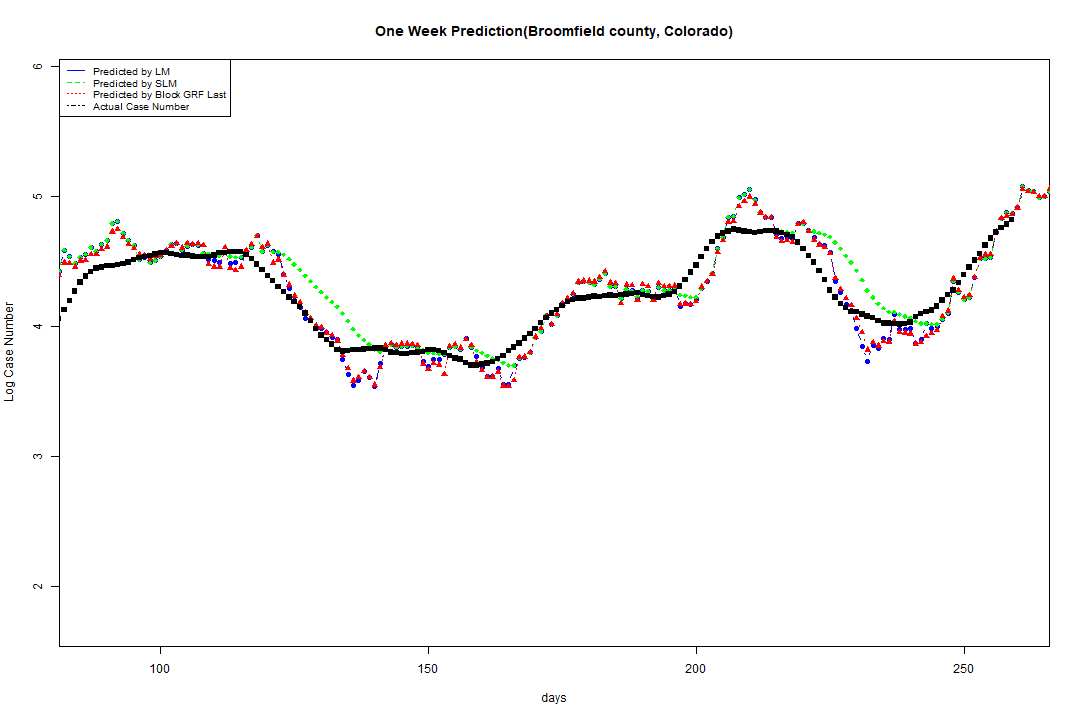 One Week Prediction(Broomfield county, Colorado)
Predicted by LM
Predicted by SLM
Predicted by Block GRF Last
Actual Case Number
6
5
4
3
2
Log Case Number
100 150 200 250
days